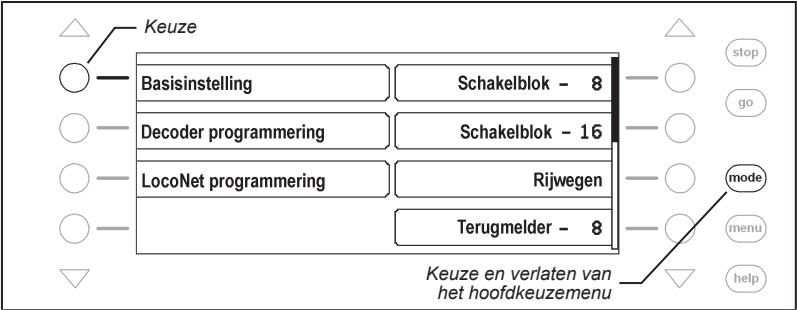 Keuze
stop
Basisinstelling
Schakelblok – 8
go
Decoder programmering
Schakelblok – 16
LocoNet programmering
Rijwegen
mode
Terugmelder – 8
menu
Keuze en verlaten van
het hoofdkeuzemenu
help